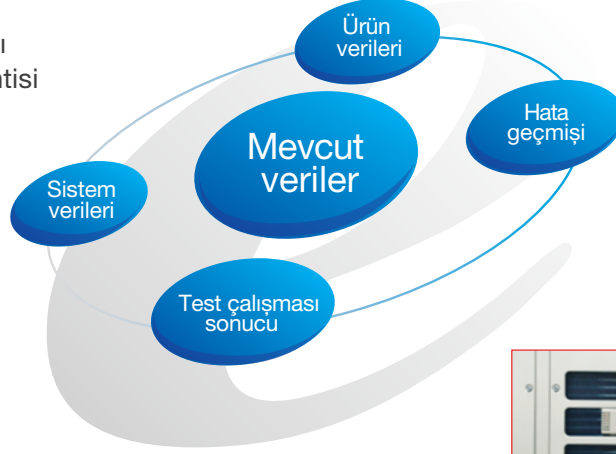 Ürün
verileri
Hata
geçmişi
Mevcut
veriler
Sistem
verileri
Test çalışması
sonucu